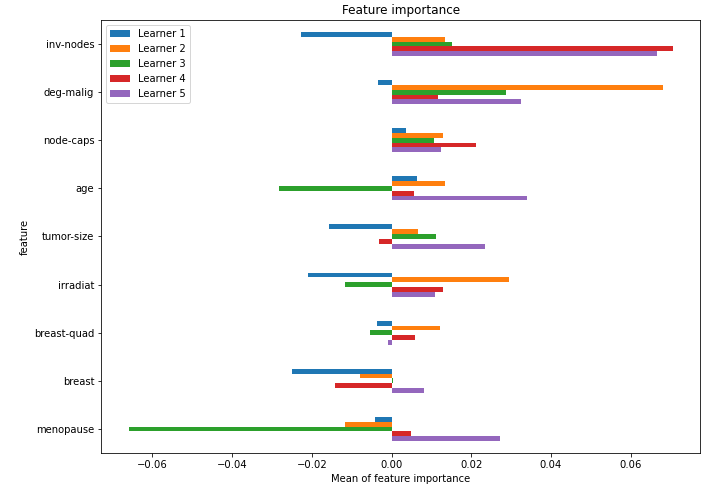 Feature importance
Learner 1
Learner 2
Learner 3
Learner 4
Learner 5
inv-nodes
deg-malig
node-caps
age
tumor-size
irradiat
breast-quad
breast
menopause
feature
−0.06 −0.04 −0.02 0.00 0.02 0.04 0.06
Mean of feature importance